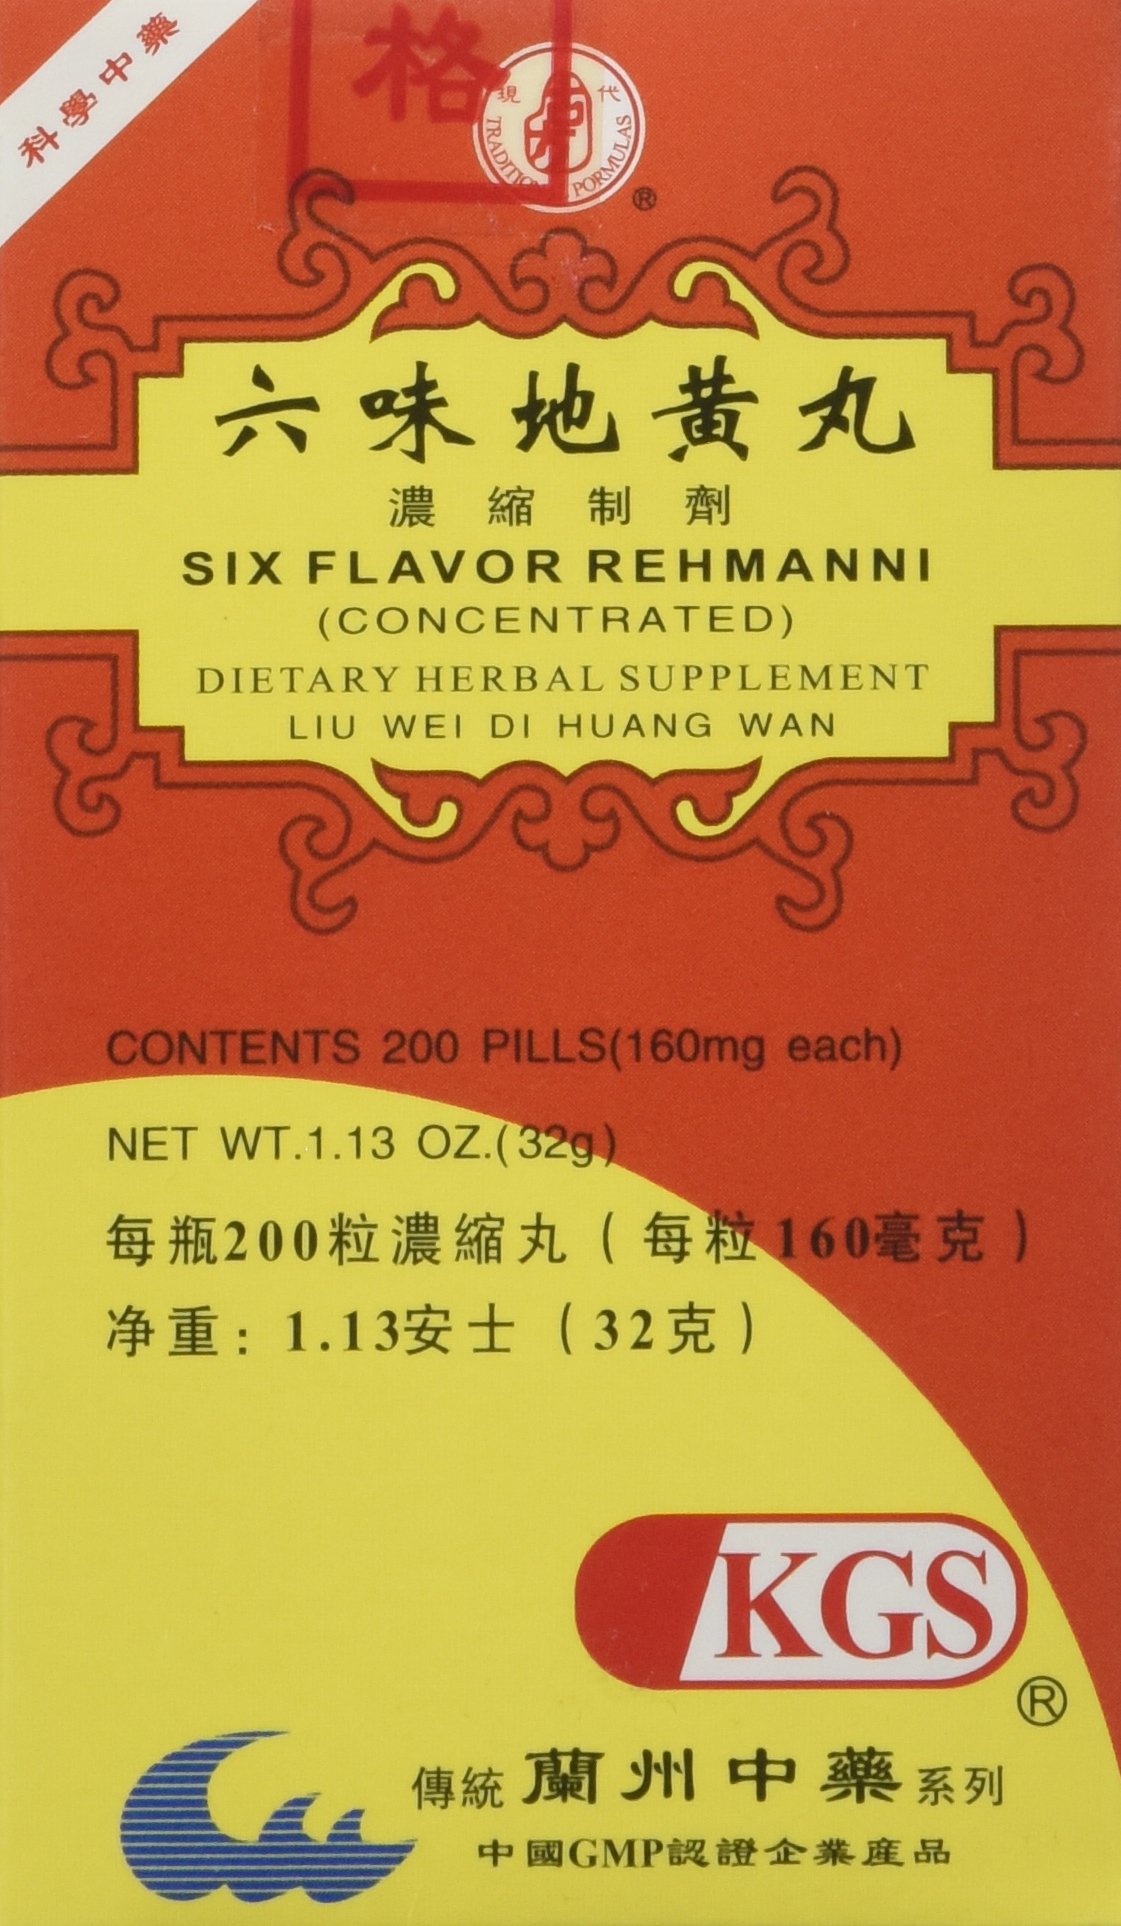 科學中藥
格
現代
TRADITIO PORMULAS
®
六味地黄丸
濃縮制劑
SIX FLAVOR REHMANNI
(CONCENTRATED)
DIETARY HERBAL SUPPLEMENT
LIU WEI DI HUANG WAN
CONTENTS 200 PILLS(160mg each)
NET WT.1.13 OZ.(32g)
每瓶200粒濃縮丸(每粒160毫克)
净重:1.13安士(32克)
KGS
®
傳統蘭州中藥系列
中國GMP認證企業産品